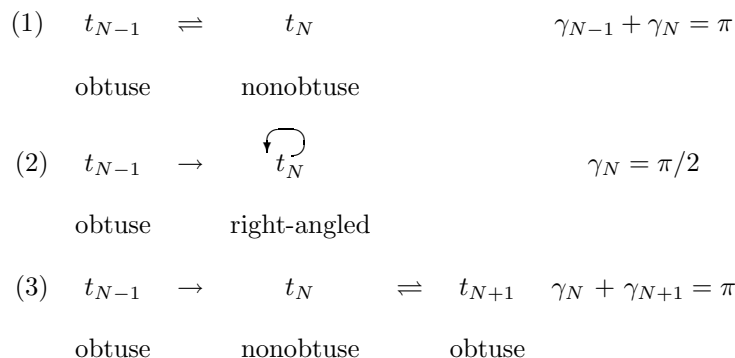 (1) t_{N−1} ⇌ t_N γ_{N−1} + γ_N = π
obtuse nonobtuse
(2) t_{N−1} → t_N γ_N = π/2
obtuse right-angled
(3) t_{N−1} → t_N ⇌ t_{N+1} γ_N + γ_{N+1} = π
obtuse nonobtuse obtuse